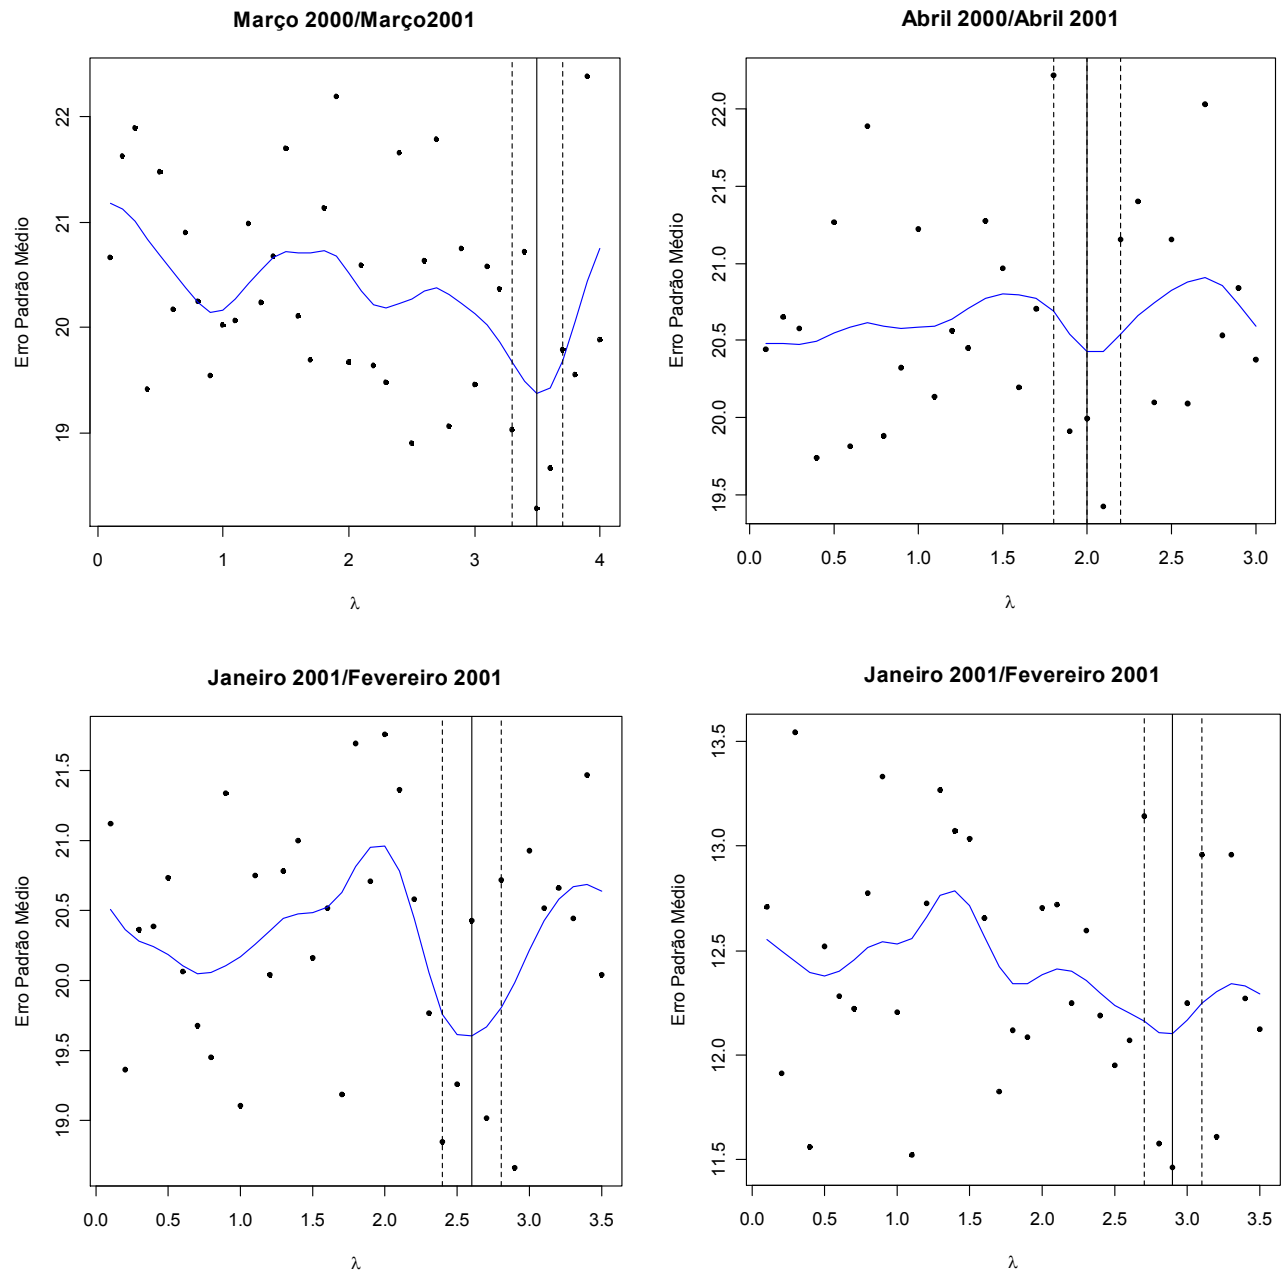 Março 2000/Março2001
Erro Padrão Médio
22
21
20
19
0 1 2 3 4
λ
Abril 2000/Abril 2001
Erro Padrão Médio
22.0
21.5
21.0
20.5
20.0
19.5
0.0 0.5 1.0 1.5 2.0 2.5 3.0
λ
Janeiro 2001/Fevereiro 2001
Erro Padrão Médio
21.5
21.0
20.5
20.0
19.5
19.0
0.0 0.5 1.0 1.5 2.0 2.5 3.0 3.5
λ
Janeiro 2001/Fevereiro 2001
Erro Padrão Médio
13.5
13.0
12.5
12.0
11.5
0.0 0.5 1.0 1.5 2.0 2.5 3.0 3.5
λ